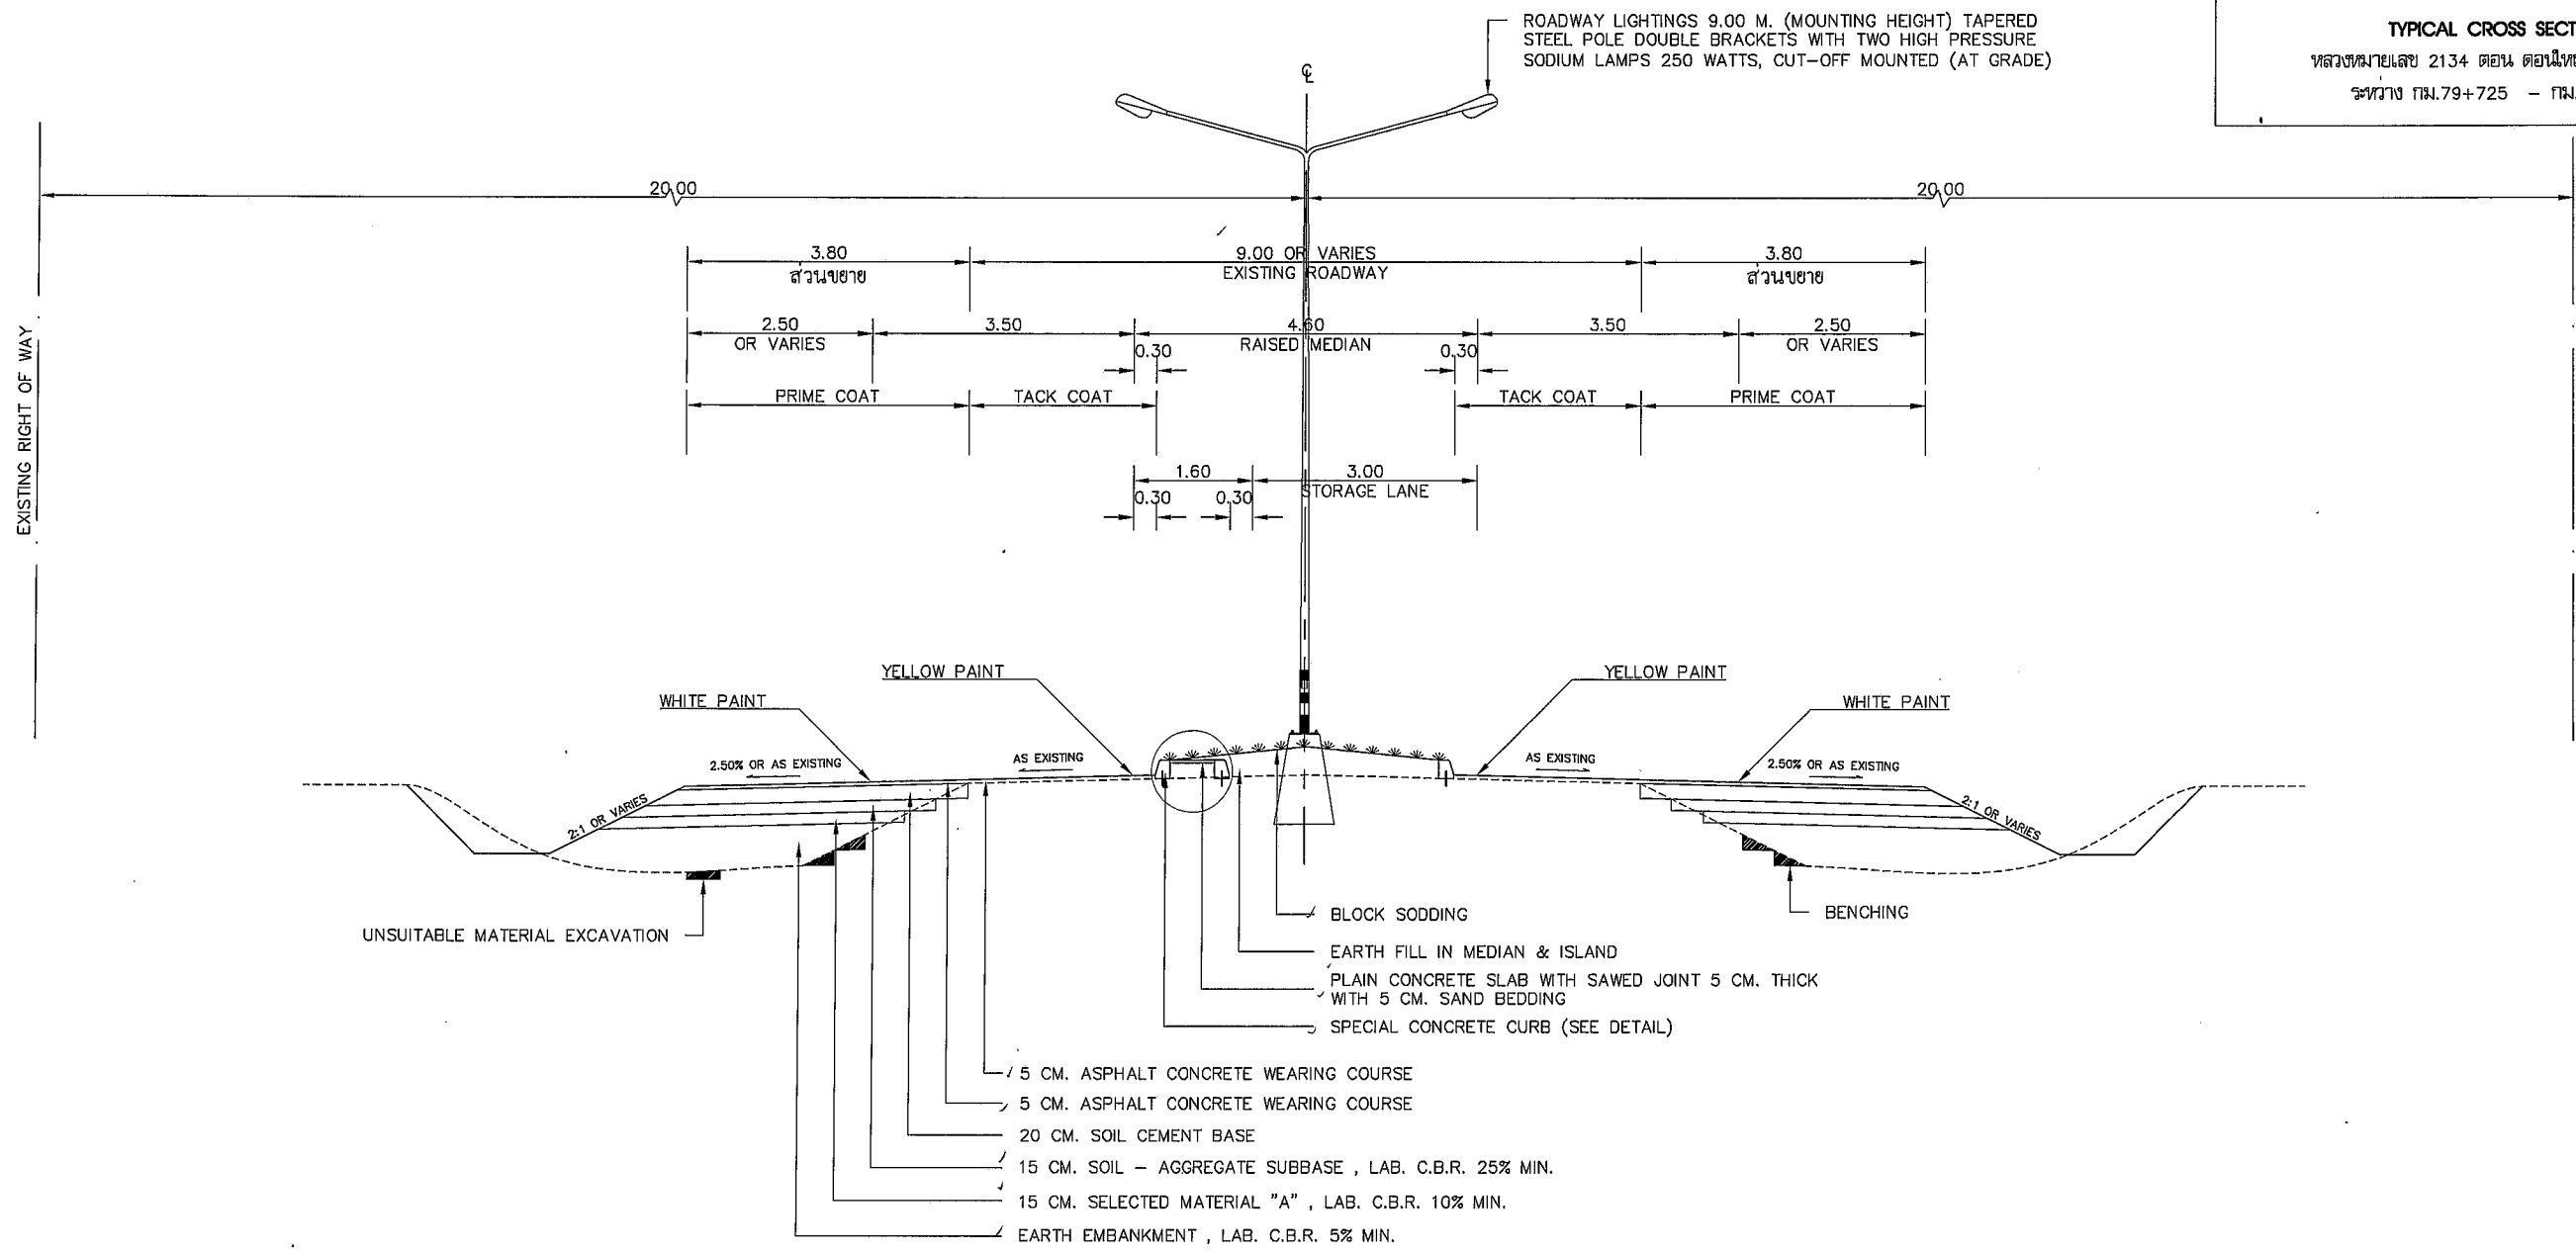 ROADWAY LIGHTINGS 9.00 M. (MOUNTING HEIGHT) TAPERED
STEEL POLE DOUBLE BRACKETS WITH TWO HIGH PRESSURE
SODIUM LAMPS 250 WATTS, CUT-OFF MOUNTED (AT GRADE)
TYPICAL CROSS SECT
หลวงหมายเลข 2134 ตอน ตอนให
ระหว่าง กม.79+725 - กม.
℄
20.00
20.00
3.80
9.00 OR VARIES
3.80
ส่วนขยาย
EXISTING ROADWAY
ส่วนขยาย
2.50
3.50
4.60
3.50
2.50
OR VARIES
RAISED MEDIAN
OR VARIES
0.30
0.30
PRIME COAT
TACK COAT
TACK COAT
PRIME COAT
1.60
3.00
0.30
0.30
STORAGE LANE
EXISTING RIGHT OF WAY
YELLOW PAINT
YELLOW PAINT
WHITE PAINT
WHITE PAINT
2.50% OR AS EXISTING
AS EXISTING
AS EXISTING
2.50% OR AS EXISTING
2:1 OR VARIES
2:1 OR VARIES
UNSUITABLE MATERIAL EXCAVATION
BLOCK SODDING
BENCHING
EARTH FILL IN MEDIAN & ISLAND
PLAIN CONCRETE SLAB WITH SAWED JOINT 5 CM. THICK
WITH 5 CM. SAND BEDDING
SPECIAL CONCRETE CURB (SEE DETAIL)
5 CM. ASPHALT CONCRETE WEARING COURSE
5 CM. ASPHALT CONCRETE WEARING COURSE
20 CM. SOIL CEMENT BASE
15 CM. SOIL - AGGREGATE SUBBASE , LAB. C.B.R. 25% MIN.
15 CM. SELECTED MATERIAL "A" , LAB. C.B.R. 10% MIN.
EARTH EMBANKMENT , LAB. C.B.R. 5% MIN.